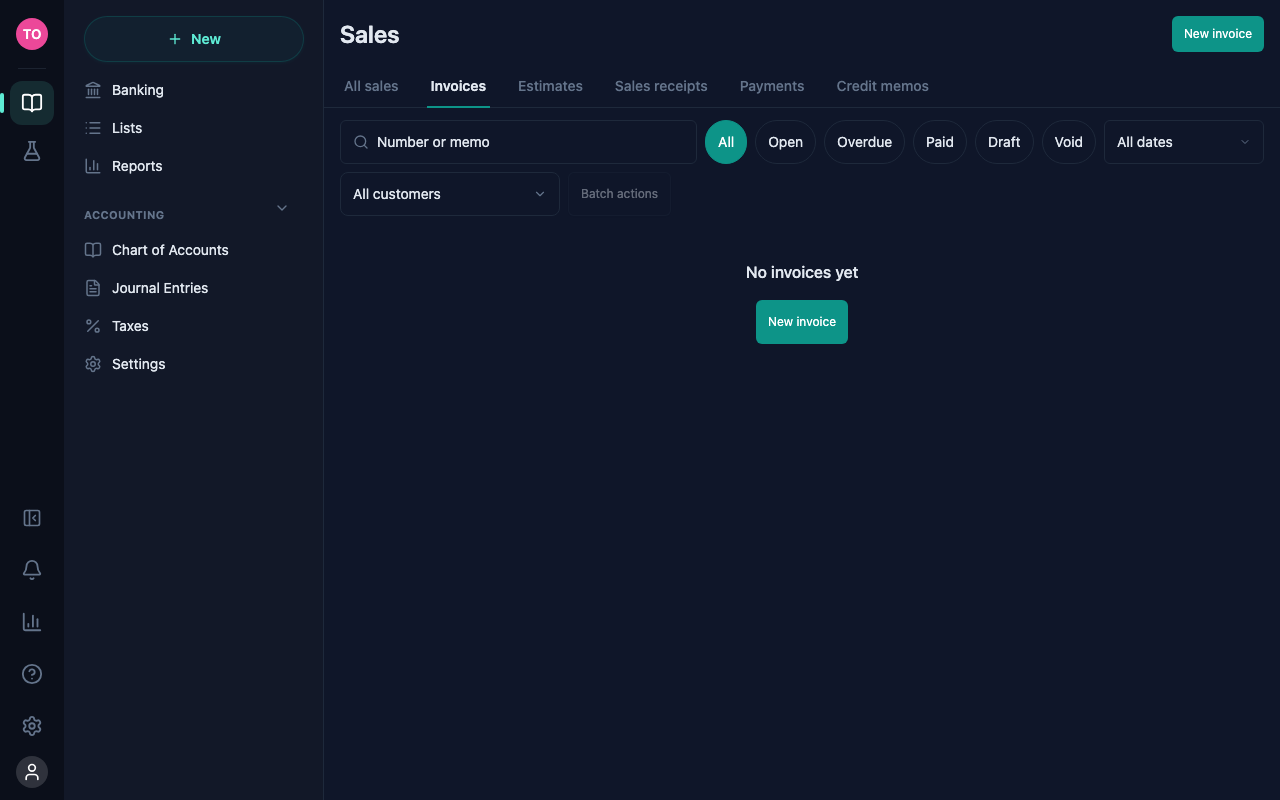 TO
New
Banking
Lists
Reports
ACCOUNTING
Chart of Accounts
Journal Entries
Taxes
Settings
Sales
New invoice
All sales
Invoices
Estimates
Sales receipts
Payments
Credit memos
Number or memo
All
Open
Overdue
Paid
Draft
Void
All dates
All customers
Batch actions
No invoices yet
New invoice